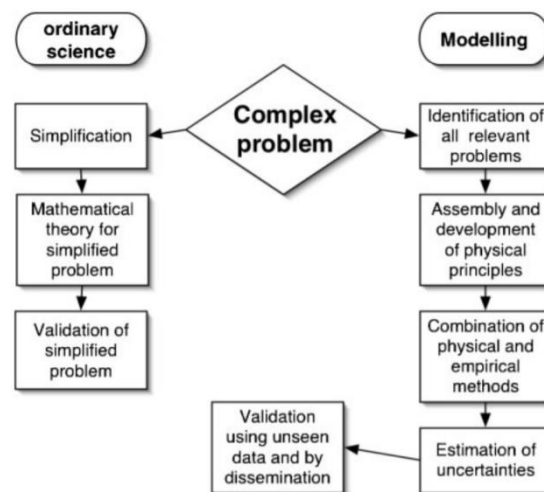 ordinary
science
Modelling
Complex
problem
Simplification
Identification of
all relevant
problems
Mathematical
theory for
simplified
problem
Assembly and
development
of physical
principles
Validation of
simplified
problem
Combination of
physical and
empirical
methods
Validation
using unseen
data and by
dissemination
Estimation of
uncertainties